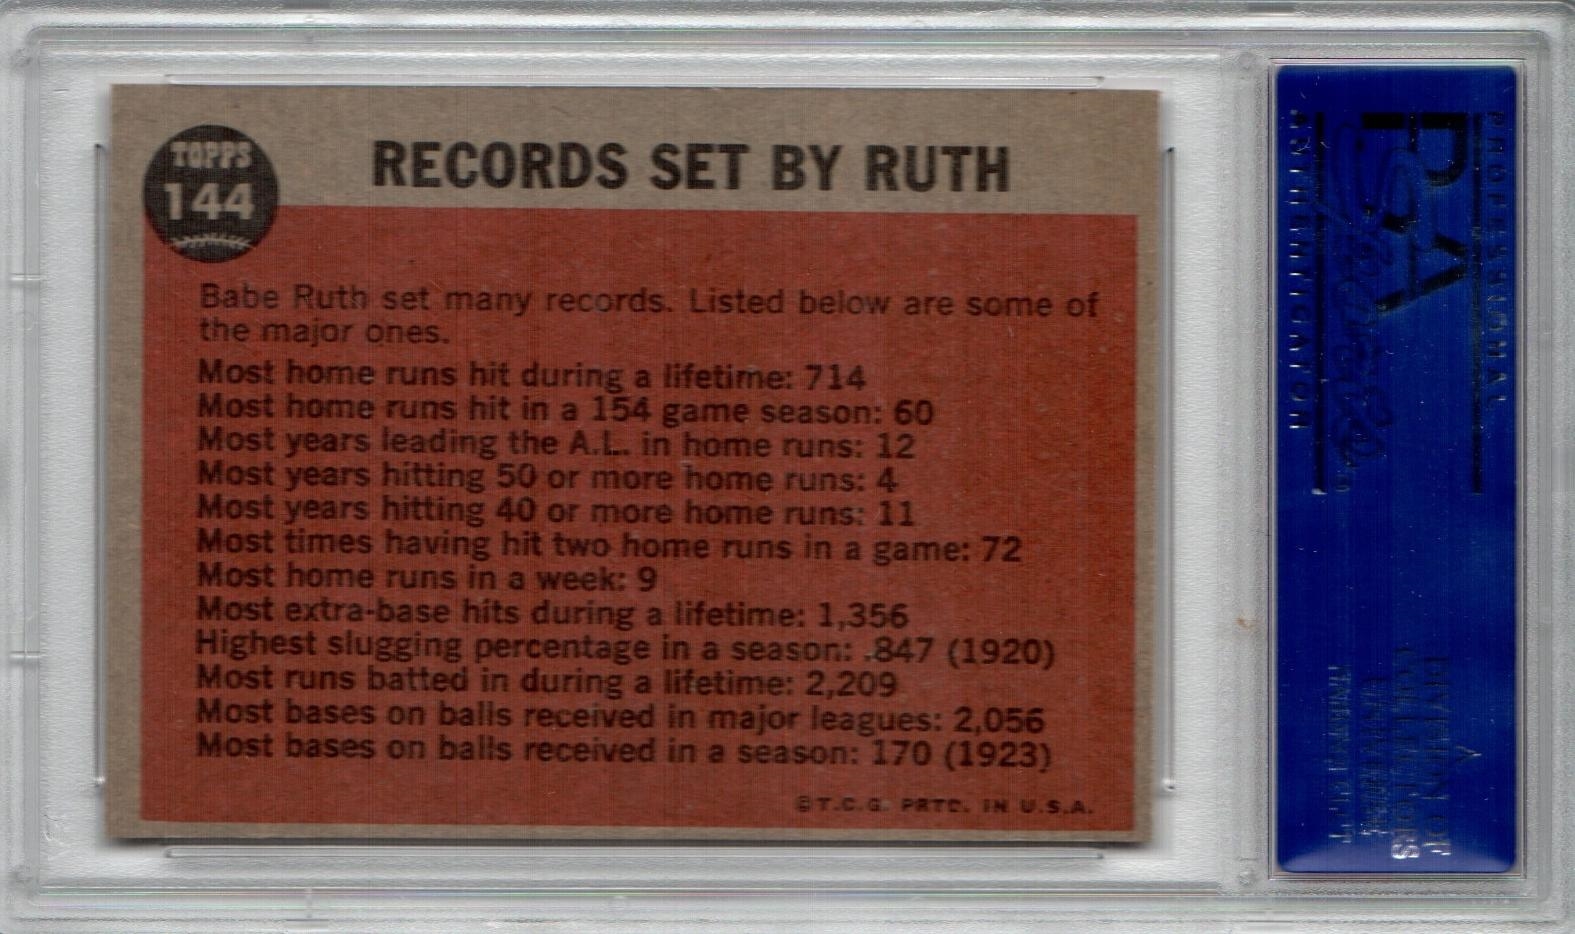 TOPPS
144
RECORDS SET BY RUTH
Babe Ruth set many records. Listed below are some of
the major ones.
Most home runs hit during a lifetime: 714
Most home runs hit in a 154 game season: 60
Most years leading the A.L. in home runs: 12
Most years hitting 50 or more home runs: 4
Most years hitting 40 or more home runs: 11
Most times having hit two home runs in a game: 72
Most home runs in a week: 9
Most extra-base hits during a lifetime: 1,356
Highest slugging percentage in a season: .847 (1920)
Most runs batted in during a lifetime: 2,209
Most bases on balls received in major leagues: 2,056
Most bases on balls received in a season: 170 (1923)
©T.C.G. PRTD. IN U.S.A.
PROFESSIONAL
PSA
AUTHENTICATOR
A
DIVISION OF
COLLECTORS
UNIVERSE